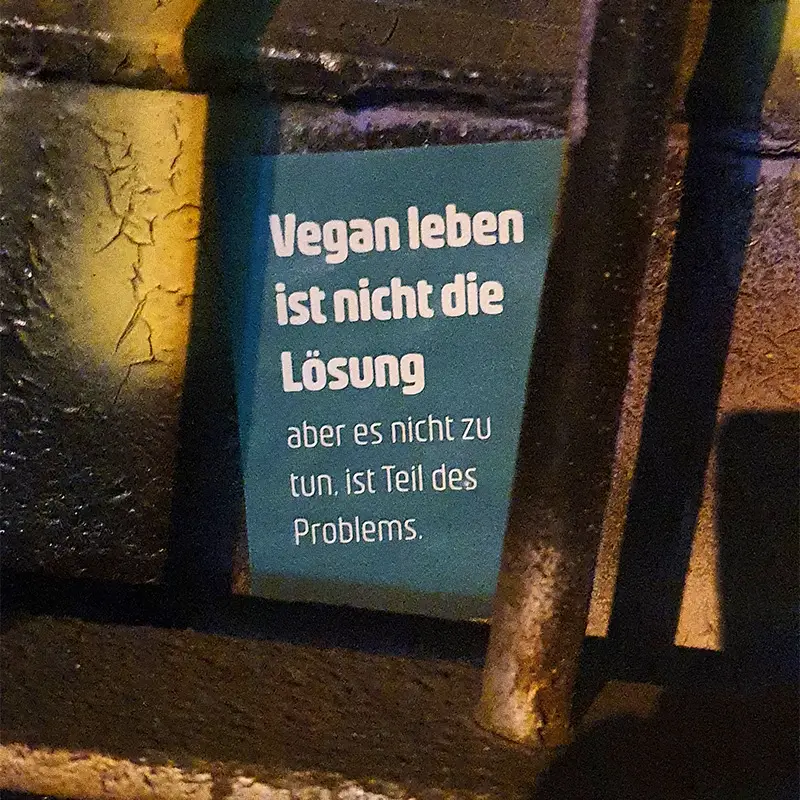 Vegan leben
ist nicht die
Lösung
aber es nicht zu
tun, ist Teil des
Problems.